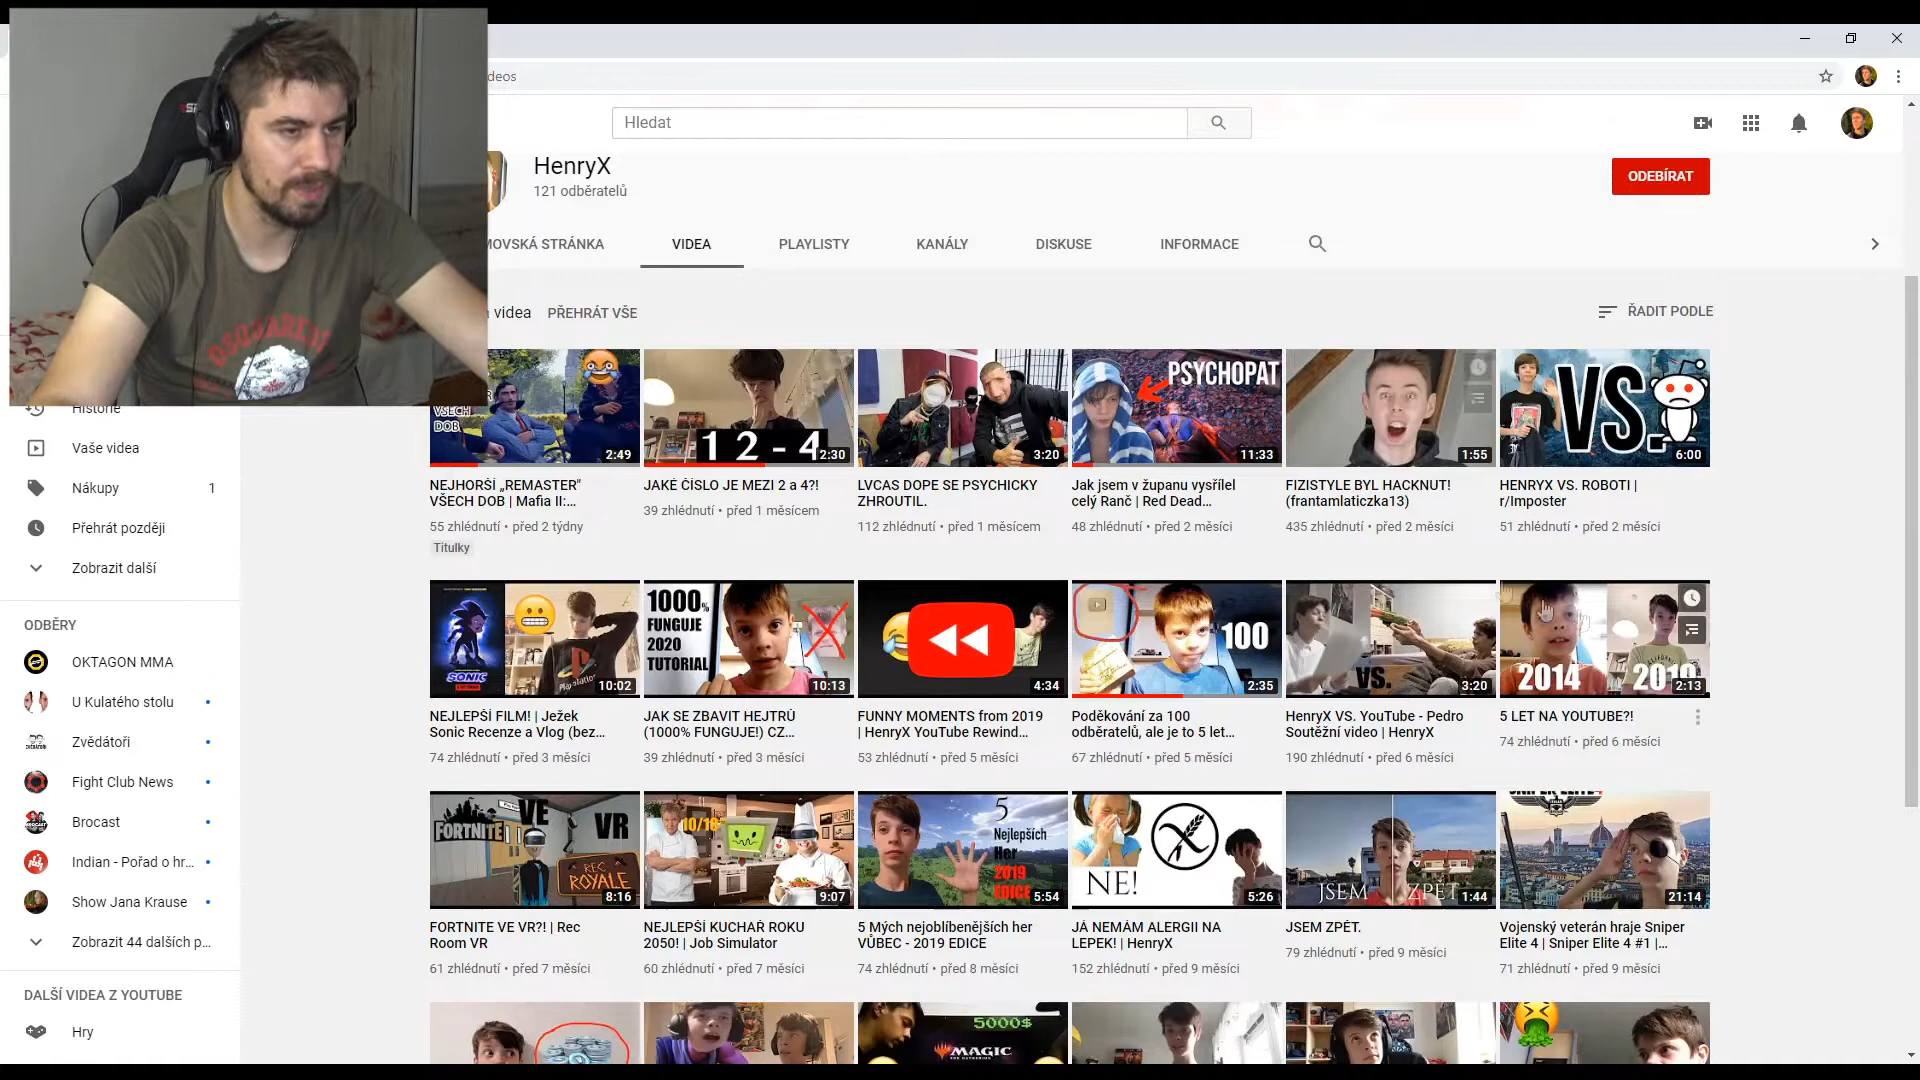 deos
Hledat
HenryX
121 odběratelů
ODEBÍRAT
MOVSKÁ STRÁNKA
VIDEA
PLAYLISTY
KANÁLY
DISKUSE
INFORMACE
videa
PŘEHRÁT VŠE
ŘADIT PODLE
Historie
Vaše videa
Nákupy 1
Přehrát později
Zobrazit další
ODBĚRY
OKTAGON MMA
U Kulatého stolu
Zvědátoři
Fight Club News
Brocast
Indian - Pořad o hr...
Show Jana Krause
Zobrazit 44 dalších p...
DALŠÍ VIDEA Z YOUTUBE
Hry
VŠECH
DOB
2:49
1 2 - 4
2:30
3:20
PSYCHOPAT
11:33
1:55
VS.
6:00
NEJHORŠÍ „REMASTER"
VŠECH DOB | Mafia II:...
55 zhlédnutí • před 2 týdny
Titulky
JAKÉ ČÍSLO JE MEZI 2 a 4?!
39 zhlédnutí • před 1 měsícem
LVCAS DOPE SE PSYCHICKY
ZHROUTIL.
112 zhlédnutí • před 1 měsícem
Jak jsem v županu vysřílel
celý Ranč | Red Dead...
48 zhlédnutí • před 2 měsíci
FIZISTYLE BYL HACKNUT!
(frantamlaticzka13)
435 zhlédnutí • před 2 měsíci
HENRYX VS. ROBOTI |
r/Imposter
51 zhlédnutí • před 2 měsíci
SONIC
PlayStation
10:02
1000%
FUNGUJE
2020
TUTORIAL
10:13
4:34
100
2:35
VS.
3:20
2014
2019
2:13
NEJLEPŠÍ FILM! | Ježek
Sonic Recenze a Vlog (bez...
74 zhlédnutí • před 3 měsíci
JAK SE ZBAVIT HEJTRŮ
(1000% FUNGUJE!) CZ...
39 zhlédnutí • před 3 měsíci
FUNNY MOMENTS from 2019
| HenryX YouTube Rewind...
53 zhlédnutí • před 5 měsíci
Poděkování za 100
odběratelů, ale je to 5 let...
67 zhlédnutí • před 5 měsíci
HenryX VS. YouTube - Pedro
Soutěžní video | HenryX
190 zhlédnutí • před 6 měsíci
5 LET NA YOUTUBE?!
74 zhlédnutí • před 6 měsíci
FORTNITE VE VR
REC
ROYALE
8:16
10/10
9:07
5
Nejlepších
Her
2019
EDICE
5:54
NE!
5:26
JSEM ZPĚT
1:44
SNIPER ELITE 4
21:14
FORTNITE VE VR?! | Rec
Room VR
61 zhlédnutí • před 7 měsíci
NEJLEPŠÍ KUCHAŘ ROKU
2050! | Job Simulator
60 zhlédnutí • před 7 měsíci
5 Mých nejoblíbenějších her
VŮBEC - 2019 EDICE
74 zhlédnutí • před 8 měsíci
JÁ NEMÁM ALERGII NA
LEPEK! | HenryX
152 zhlédnutí • před 9 měsíci
JSEM ZPĚT.
79 zhlédnutí • před 9 měsíci
Vojenský veterán hraje Sniper
Elite 4 | Sniper Elite 4 #1 |...
71 zhlédnutí • před 9 měsíci
5000$
MAGIC